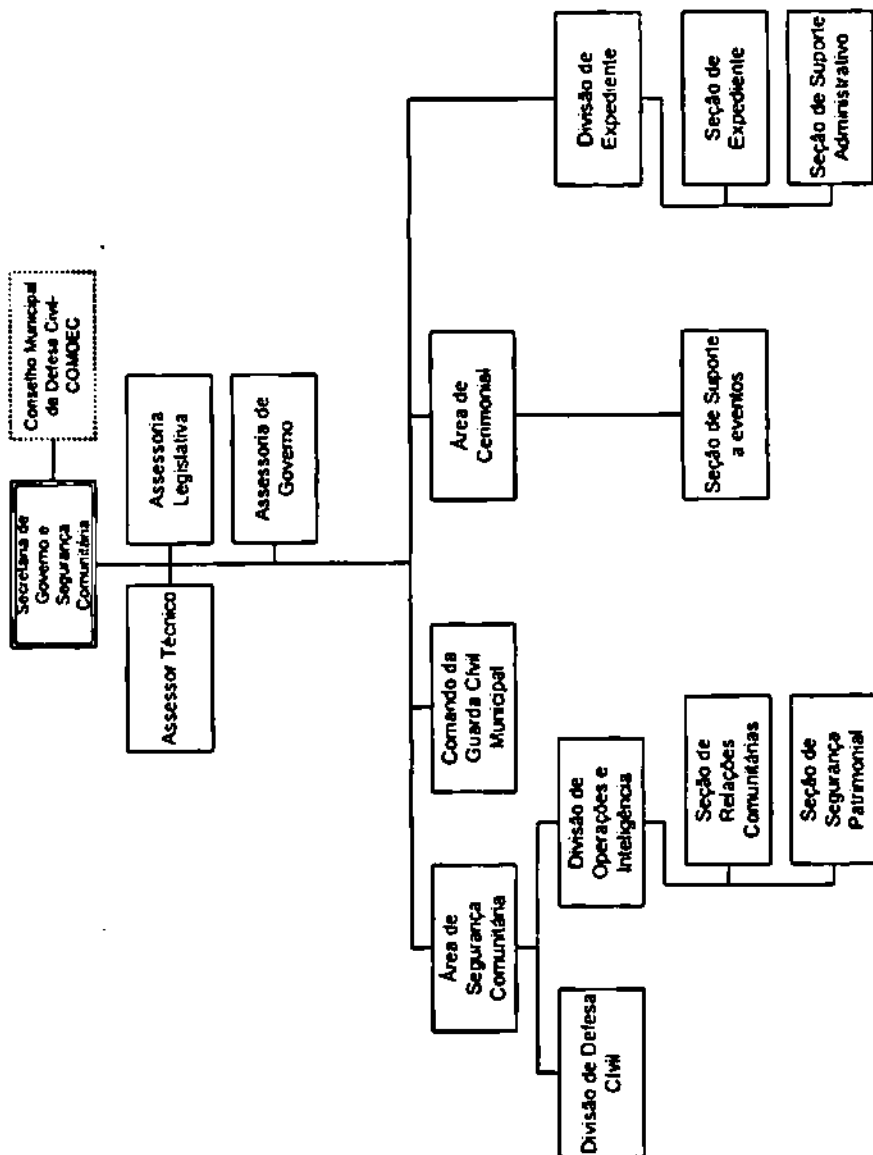 Conselho Municipal
de Defesa Civil-
COMDEC
Secretaria de
Governo e
Segurança
Comunitária
Assessor Técnico
Assessoria
Legislativa
Assessoria de
Governo
Área de
Segurança
Comunitária
Comando da
Guarda Civil
Municipal
Área de
Cerimonial
Divisão de
Expediente
Divisão de Defesa
Civil
Divisão de
Operações e
Inteligência
Seção de
Relações
Comunitárias
Seção de
Segurança
Patrimonial
Seção de Suporte
a eventos
Seção de
Expediente
Seção de Suporte
Administrativo